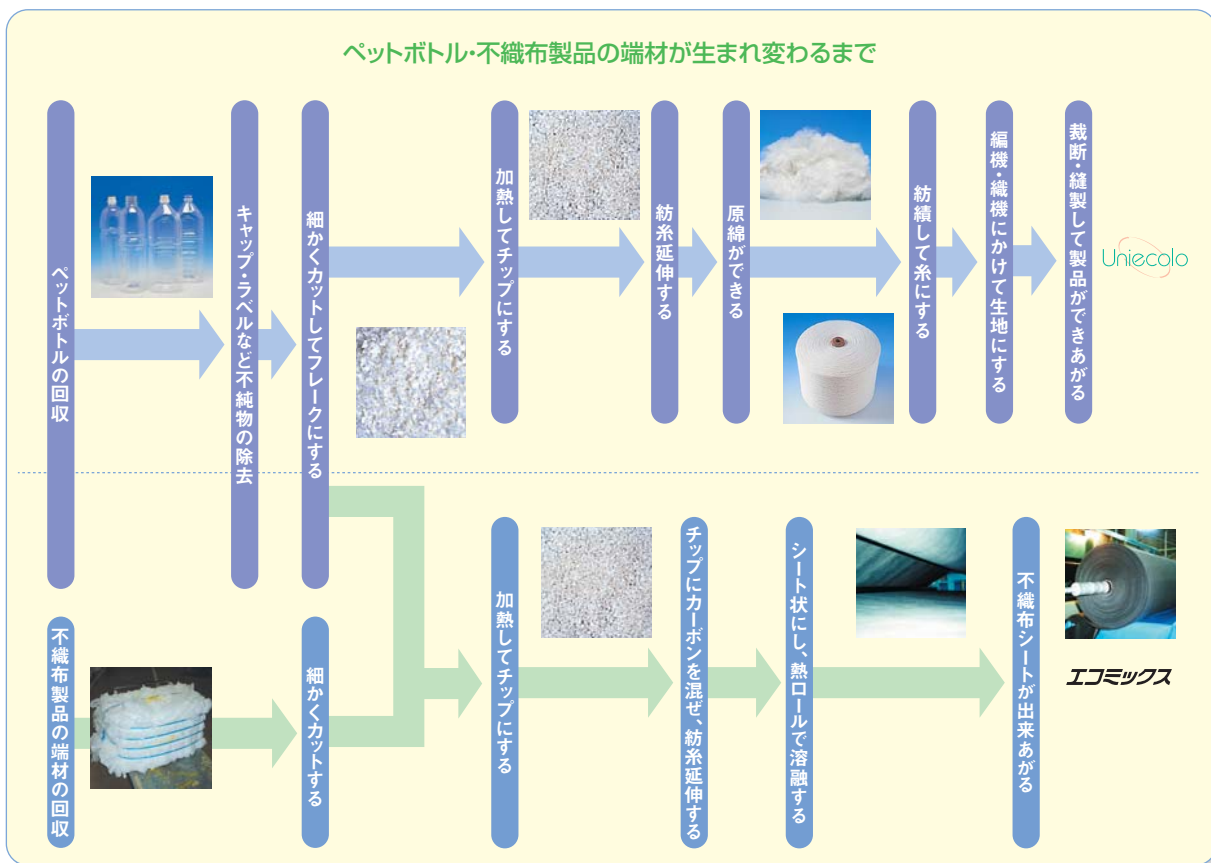 ペットボトル・不織布製品の端材が生まれ変わるまで
ペットボトルの回収
キャップ・ラベルなど不純物の除去
細かくカットしてフレークにする
加熱してチップにする
紡糸延伸する
原綿ができる
紡績して糸にする
編機・織機にかけて生地にする
裁断・縫製して製品ができあがる
Uniecolo
不織布製品の端材の回収
細かくカットする
加熱してチップにする
チップにカーボンを混ぜ、紡糸延伸する
シート状にし、熱ロールで溶融する
不織布シートが出来あがる
エコミックス